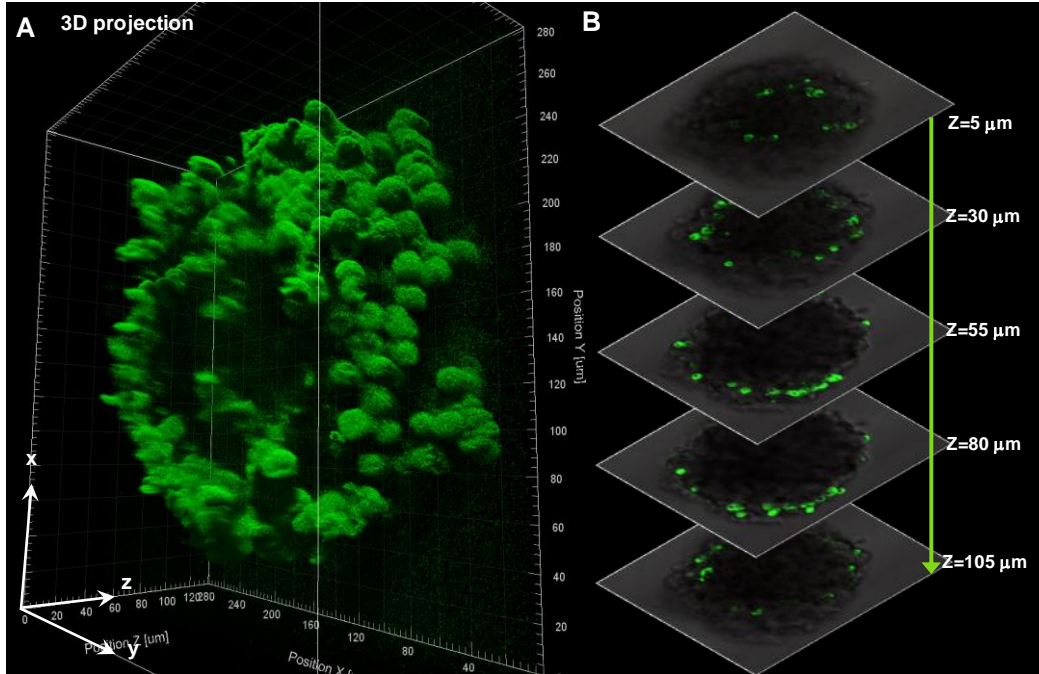 A 3D projection
280
260
240
220
200
180
160
140
120
100
80
60
40
20
Position Y [um]
x
z
y
0 20 40 60 80 100 120
Position Z [um]
280 240 200 160 120 80 40
Position X [
B
Z=5 μm
Z=30 μm
Z=55 μm
Z=80 μm
Z=105 μm